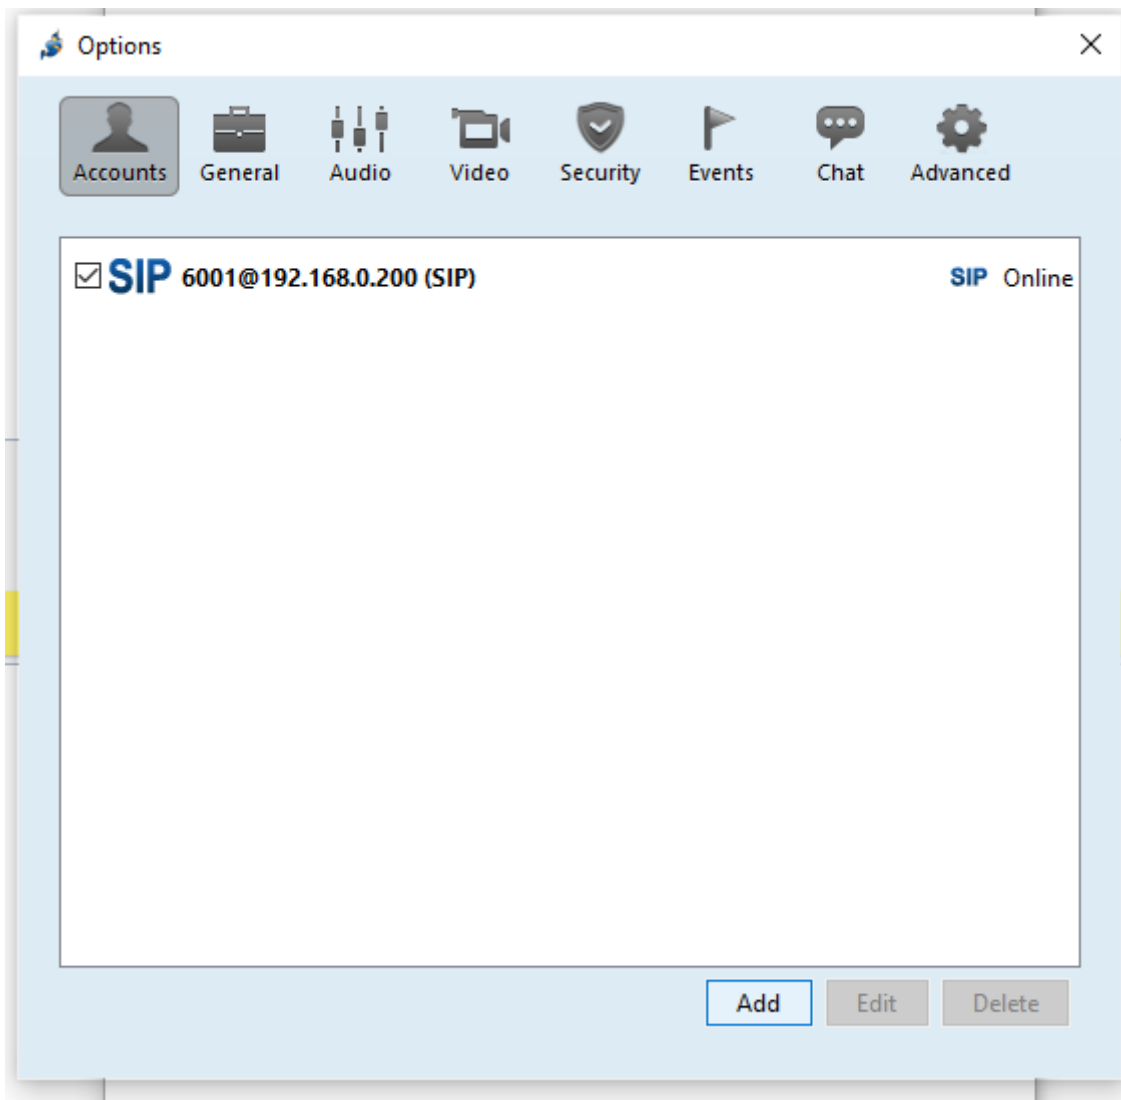 Options
Accounts General Audio Video Security Events Chat Advanced
SIP 6001@192.168.0.200 (SIP) SIP Online
Add Edit Delete